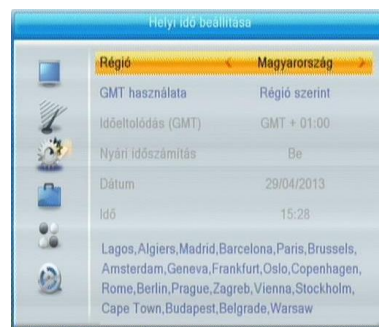 Helyi idő beállítása
Régió Magyarország
GMT használata Régió szerint
Időeltolódás (GMT) GMT + 01:00
Nyári időszámítás Be
Dátum 29/04/2013
Idő 15:28
Lagos,Algiers,Madrid,Barcelona,Paris,Brussels,
Amsterdam,Geneva,Frankfurt,Oslo,Copenhagen,
Rome,Berlin,Prague,Zagreb,Vienna,Stockholm,
Cape Town,Budapest,Belgrade,Warsaw